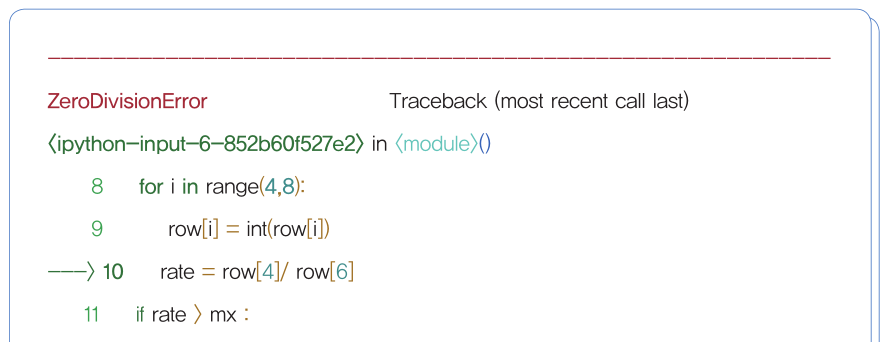 ------------------------------------------------------------
ZeroDivisionError Traceback (most recent call last)
<ipython-input-6-852b60f527e2> in <module>()
8 for i in range(4,8):
9 row[i] = int(row[i])
---> 10 rate = row[4]/ row[6]
11 if rate > mx :